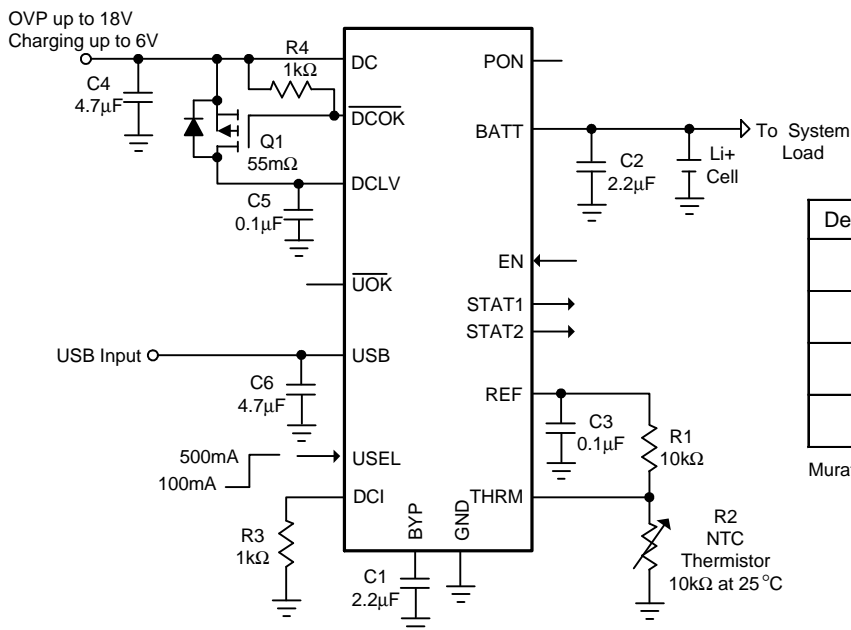 OVP up to 18V
Charging up to 6V
C4
4.7μF
R4
1kΩ
Q1
55mΩ
C5
0.1μF
USB Input
C6
4.7μF
500mA
100mA
R3
1kΩ
DC
DCOK
DCLV
UOK
USB
USEL
DCI
BYP
GND
PON
BATT
EN
STAT1
STAT2
REF
THRM
C1
2.2μF
C2
2.2μF
Li+
Cell
To System
Load
C3
0.1μF
R1
10kΩ
R2
NTC
Thermistor
10kΩ at 25°C